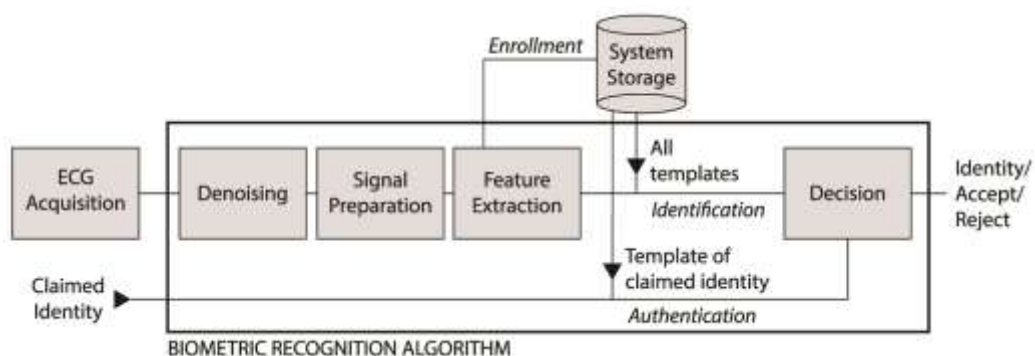 Enrollment
System
Storage
ECG
Acquisition
Denoising
Signal
Preparation
Feature
Extraction
All
templates
Identification
Decision
Identity/
Accept/
Reject
Claimed
Identity
Template of
claimed identity
Authentication
BIOMETRIC RECOGNITION ALGORITHM